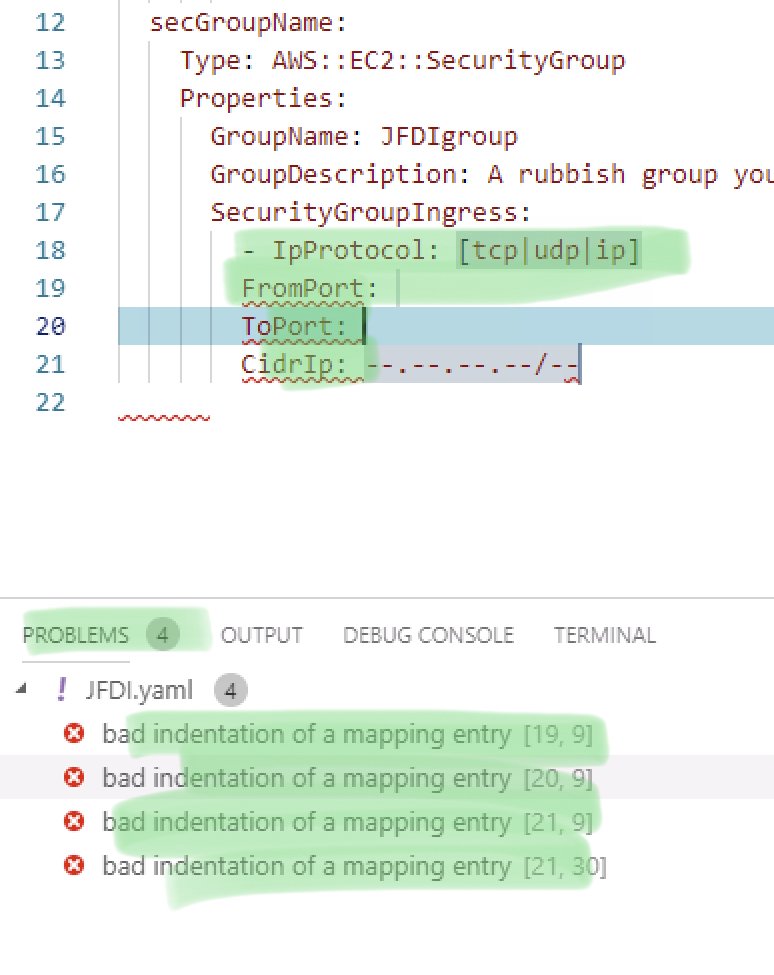 12 secGroupName:
13 Type: AWS::EC2::SecurityGroup
14 Properties:
15 GroupName: JFDIgroup
16 GroupDescription: A rubbish group you
17 SecurityGroupIngress:
18 - IpProtocol: [tcp|udp|ip]
19 FromPort:
20 ToPort:
21 CidrIp: --.--.--.--/--
22
PROBLEMS 4 OUTPUT DEBUG CONSOLE TERMINAL
! JFDI.yaml 4
bad indentation of a mapping entry [19, 9]
bad indentation of a mapping entry [20, 9]
bad indentation of a mapping entry [21, 9]
bad indentation of a mapping entry [21, 30]